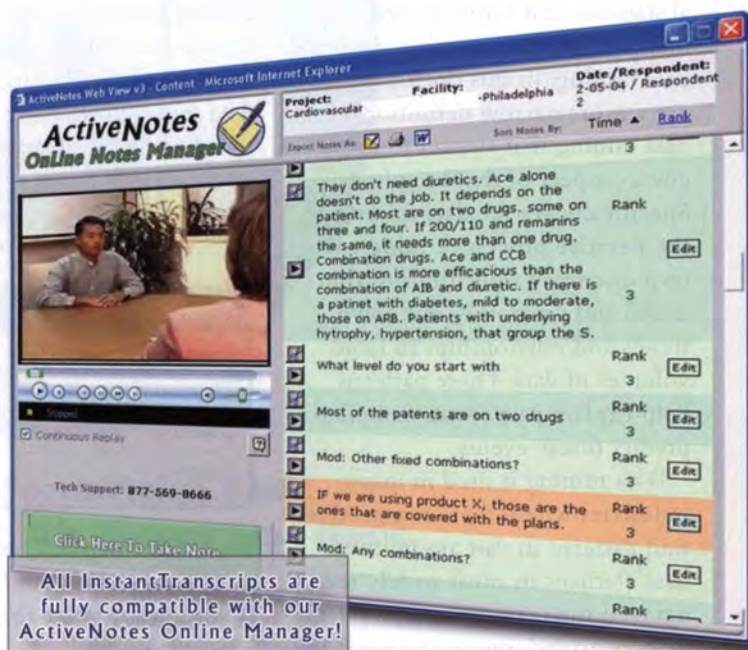 ActiveNotes Web View v3 - Content - Microsoft Internet Explorer
ActiveNotes
OnLine Notes Manager
Project:
Cardiovascular
Facility:
-Philadelphia
Date/Respondent:
2-05-04 / Respondent
2
Export Notes As:
Sort Notes By:
Time ▲ Rank
3
They don't need diuretics. Ace alone
doesn't do the job. It depends on the
patient. Most are on two drugs. some on
three and four. If 200/110 and remanins
the same, it needs more than one drug.
Combination drugs. Ace and CCB
combination is more efficacious than the
combination of AIB and diuretic. If there is
a patinet with diabetes, mild to moderate,
those on ARB. Patients with underlying
hytrophy, hypertension, that group the S.
Rank
3
Edit
What level do you start with
Rank
3
Edit
Most of the patents are on two drugs
Rank
3
Edit
Mod: Other fixed combinations?
Rank
3
Edit
IF we are using product X, those are the
ones that are covered with the plans.
Rank
3
Edit
Mod: Any combinations?
Rank
3
Edit
Rank
Edit
Stopped
Continuous Replay
Tech Support: 877-569-8666
Click Here To Take Note
All InstantTranscripts are
fully compatible with our
ActiveNotes Online Manager!